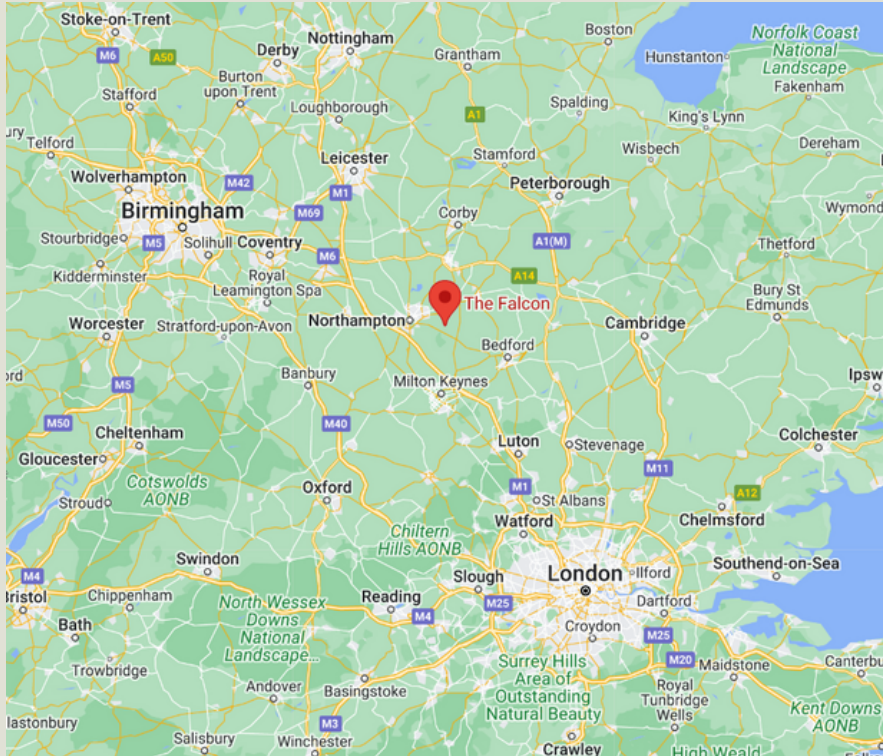 Stoke-on-Trent
Nottingham
Boston
Norfolk Coast
National
Landscape
M6
A50
Derby
Grantham
Hunstanton
Fakenham
Stafford
Burton
upon Trent
Loughborough
A1
Spalding
King's Lynn
Telford
Wisbech
Dereham
Leicester
Stamford
Wolverhampton
M42
M1
Peterborough
Birmingham
M69
Corby
Wymond
Stourbridge
M5
Solihull
Coventry
M6
A1(M)
Thetford
Kidderminster
Royal
Leamington Spa
A14
Bury St
Edmunds
The Falcon
Worcester
Stratford-upon-Avon
Northampton
Cambridge
Bedford
ord
M5
Banbury
Milton Keynes
Ipsw
M50
Cheltenham
M40
Luton
Stevenage
Colchester
Gloucester
M11
Cotswolds
AONB
Oxford
M1
St Albans
A12
Stroud
Chelmsford
Chiltern
Hills AONB
Watford
Swindon
Slough
London
Ilford
Southend-on-Sea
M4
Bristol
Chippenham
North Wessex
Downs
National
Landscape...
Reading
M4
M25
Dartford
Bath
Croydon
M25
M20
Trowbridge
Surrey Hills
Area of
Outstanding
Natural Beauty
Maidstone
Canterbu
Andover
Basingstoke
Royal
Tunbridge
Wells
Kent Downs
AONB
lastonbury
M3
Salisbury
Winchester
Crawley
High Weald